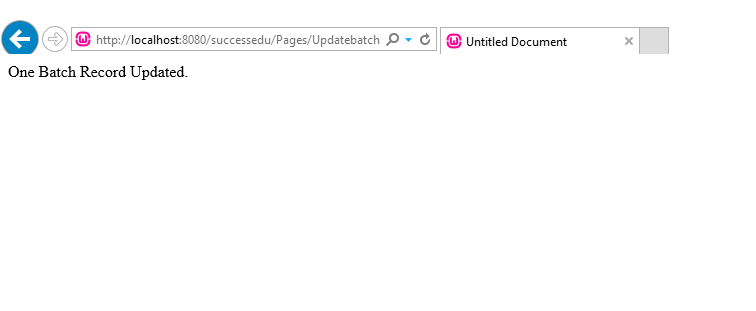 http://localhost:8080/successedu/Pages/Updatebatch
Untitled Document
One Batch Record Updated.